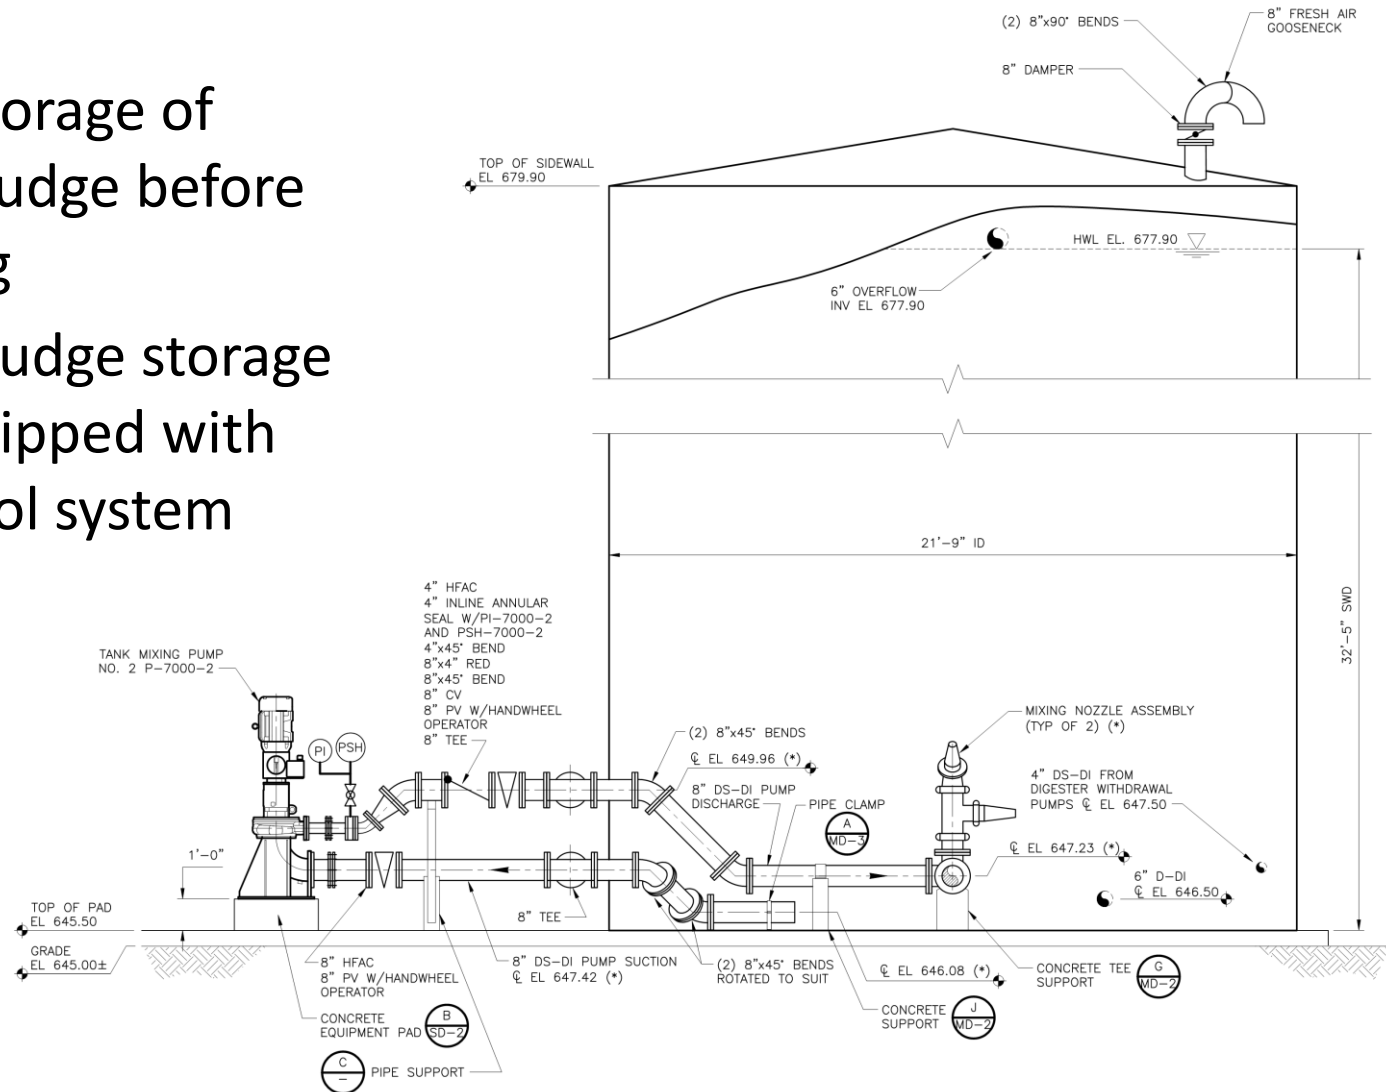 orage of
udge before
g
udge storage
ipped with
ol system
(2) 8"x90° BENDS
8" FRESH AIR
GOOSENECK
8" DAMPER
TOP OF SIDEWALL
EL 679.90
HWL EL. 677.90
6" OVERFLOW
INV EL 677.90
21'-9" ID
32'-5" SWD
4" HFAC
4" INLINE ANNULAR
SEAL W/PI-7000-2
AND PSH-7000-2
4"x45° BEND
8"x4" RED
8"x45° BEND
8" CV
8" PV W/HANDWHEEL
OPERATOR
8" TEE
TANK MIXING PUMP
NO. 2 P-7000-2
PI
PSH
(2) 8"x45° BENDS
℄ EL 649.96 (*)
8" DS-DI PUMP
DISCHARGE
PIPE CLAMP
A
MD-3
MIXING NOZZLE ASSEMBLY
(TYP OF 2) (*)
4" DS-DI FROM
DIGESTER WITHDRAWAL
PUMPS ℄ EL 647.50
℄ EL 647.23 (*)
6" D-DI
℄ EL 646.50
1'-0"
TOP OF PAD
EL 645.50
GRADE
EL 645.00±
8" TEE
8" HFAC
8" PV W/HANDWHEEL
OPERATOR
8" DS-DI PUMP SUCTION
℄ EL 647.42 (*)
(2) 8"x45° BENDS
ROTATED TO SUIT
℄ EL 646.08 (*)
CONCRETE TEE
SUPPORT
G
MD-2
CONCRETE
SUPPORT
J
MD-2
CONCRETE
EQUIPMENT PAD
B
SD-2
C
–
PIPE SUPPORT